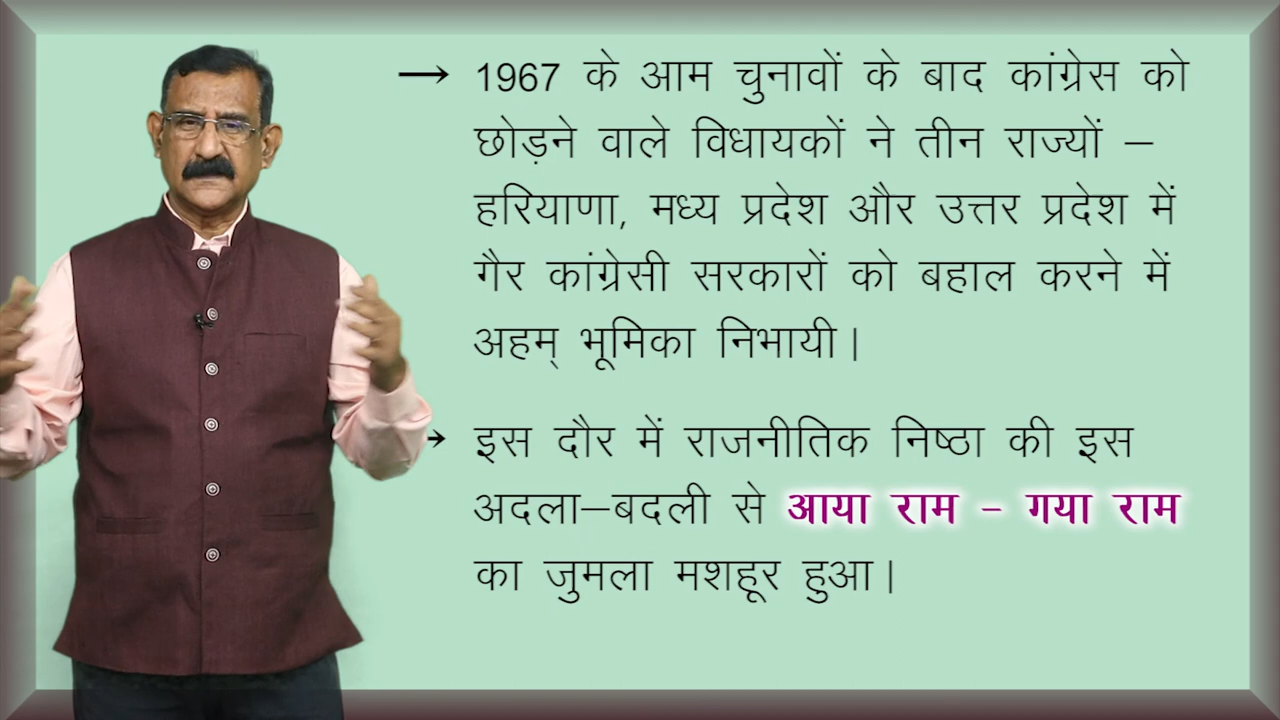 → 1967 के आम चुनावों के बाद कांग्रेस को
छोड़ने वाले विधायकों ने तीन राज्यों –
हरियाणा, मध्य प्रदेश और उत्तर प्रदेश में
गैर कांग्रेसी सरकारों को बहाल करने में
अहम् भूमिका निभायी।
→ इस दौर में राजनीतिक निष्ठा की इस
अदला–बदली से आया राम - गया राम
का जुमला मशहूर हुआ।